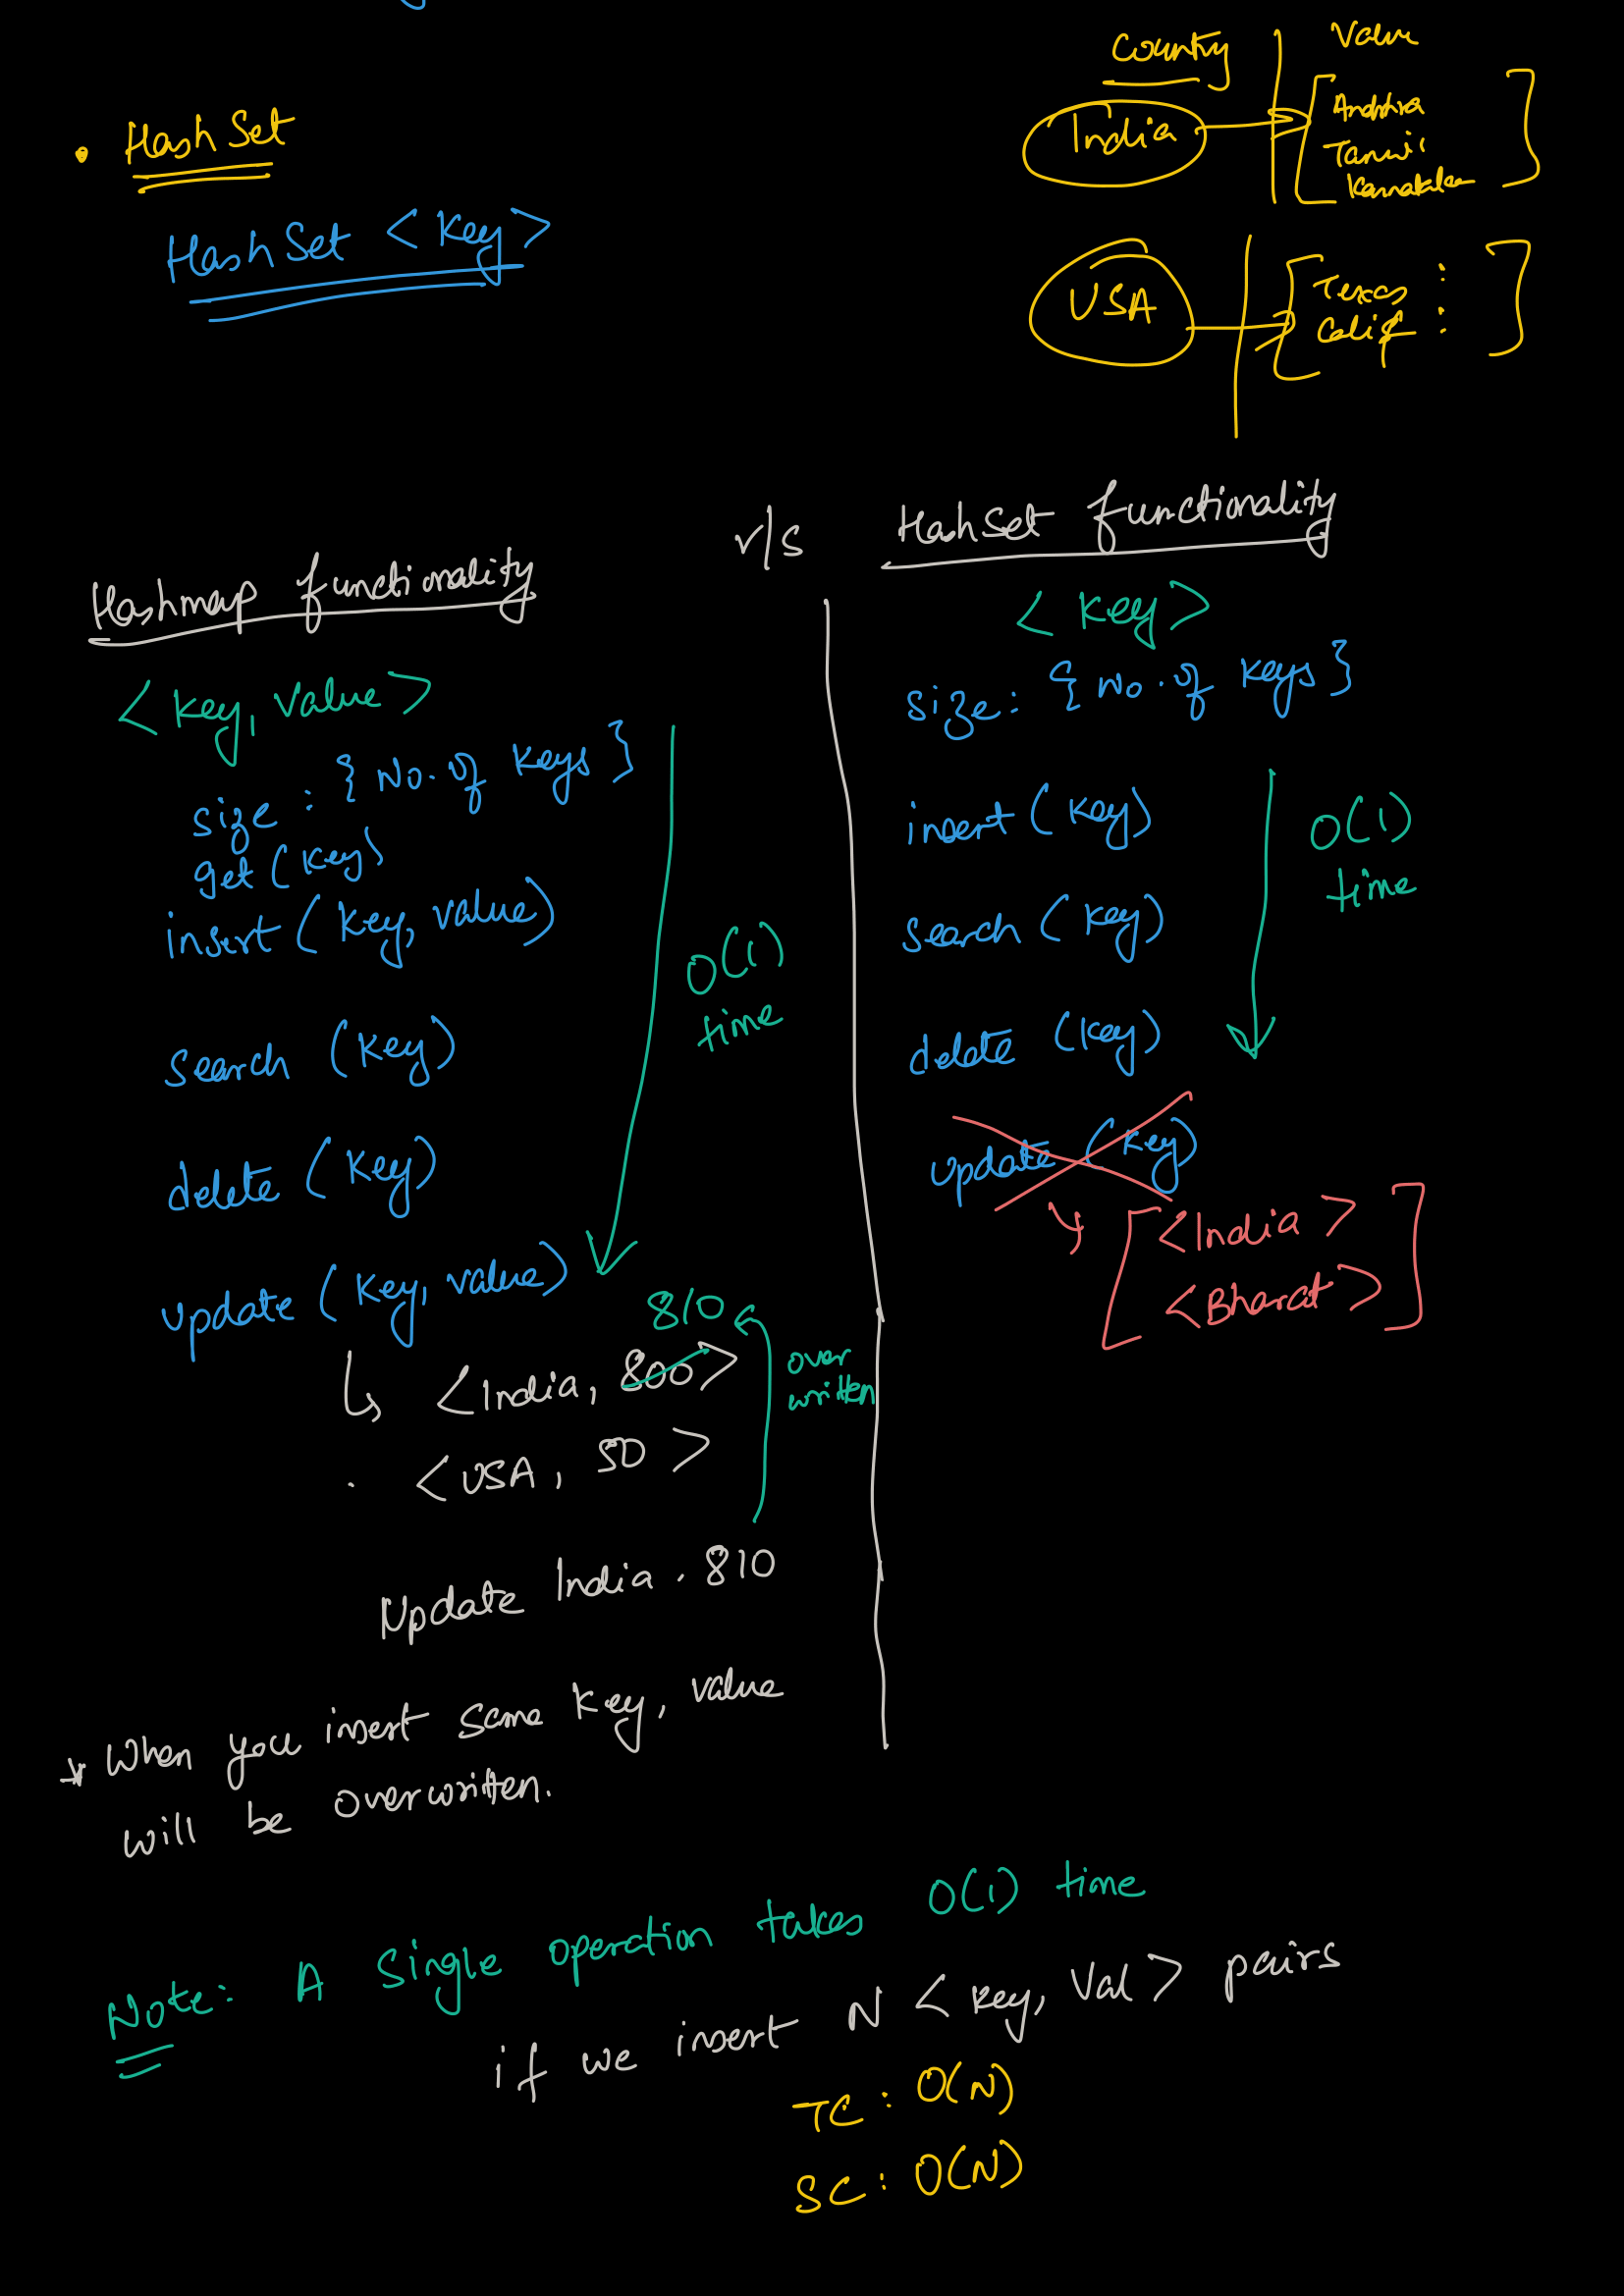 • HashSet
HashSet <Key>
Country | Value
India → [Andhra
Tamil
Karnataka]
USA → [Texas :
Calif :]
Hashmap functionality
v/s
HashSet functionality
<key, value>
size : { No. of keys }
get (key)
insert (key, value)
search (key)
delete (key)
update (key, value)
O(1)
time
810
↳ <India, 800>
over
written
. <USA, 50>
Update India . 810
* When you insert same key, value
will be overwritten.
<key>
size: { No. of keys }
insert (key)
search (key)
delete (key)
O(1)
time
update (key)
[<India>
<Bharat>]
Note: A single operation takes O(1) time
if we insert N <key, val> pairs
TC : O(N)
SC : O(N)